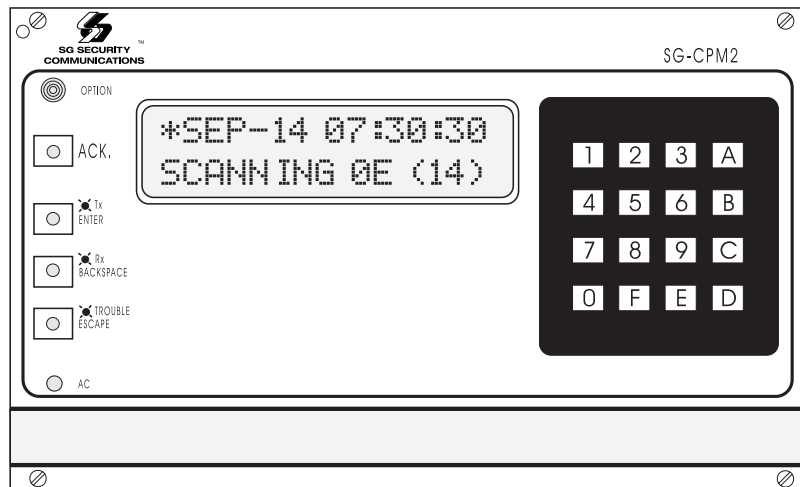 SG SECURITY ™
COMMUNICATIONS
SG-CPM2
OPTION
*SEP-14 07:30:30
SCANNING 0E (14)
ACK.
Tx
ENTER
Rx
BACKSPACE
TROUBLE
ESCAPE
AC
1 2 3 A
4 5 6 B
7 8 9 C
0 F E D